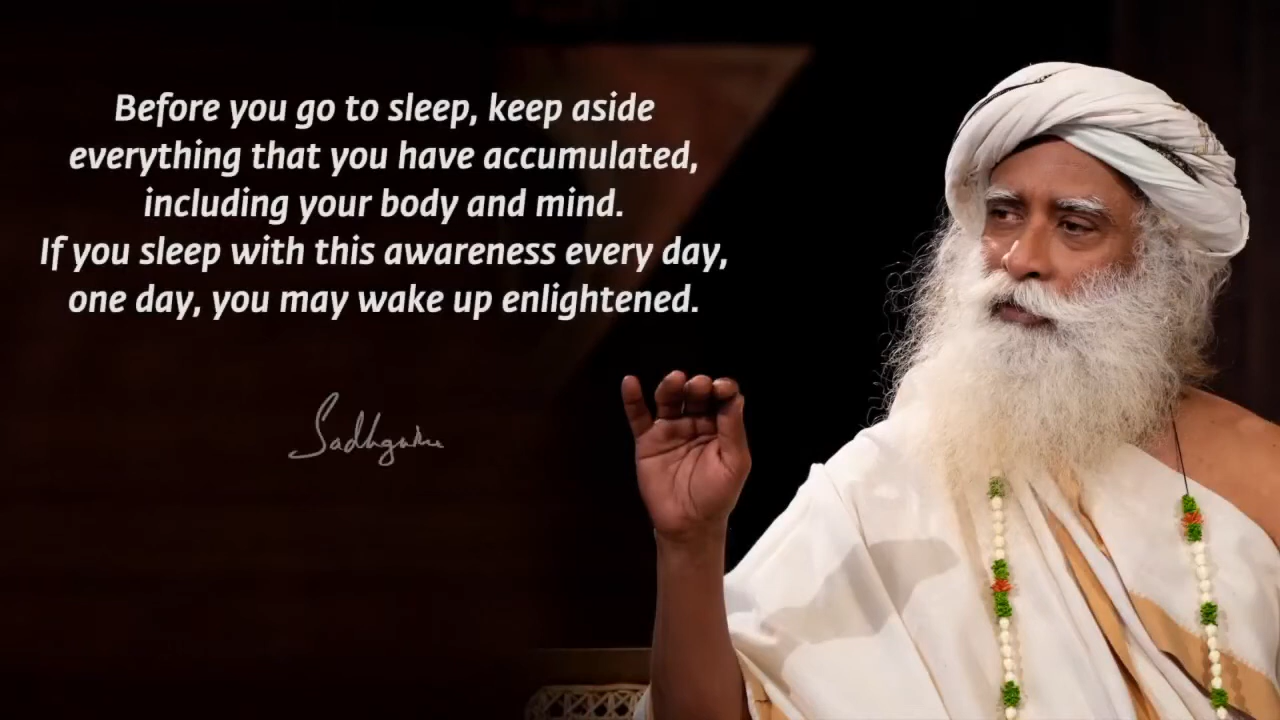 Before you go to sleep, keep aside
everything that you have accumulated,
including your body and mind.
If you sleep with this awareness every day,
one day, you may wake up enlightened.
Sadhguru